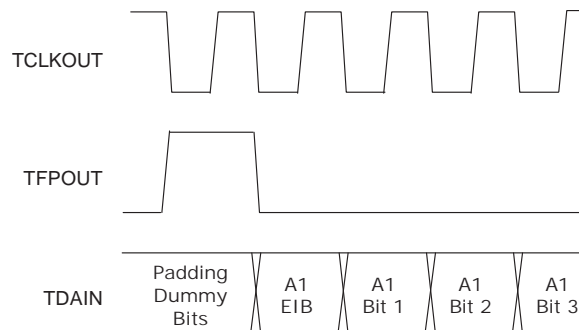 TCLKOUT
TFPOUT
TDAIN
Padding
Dummy
Bits
A1
EIB
A1
Bit 1
A1
Bit 2
A1
Bit 3